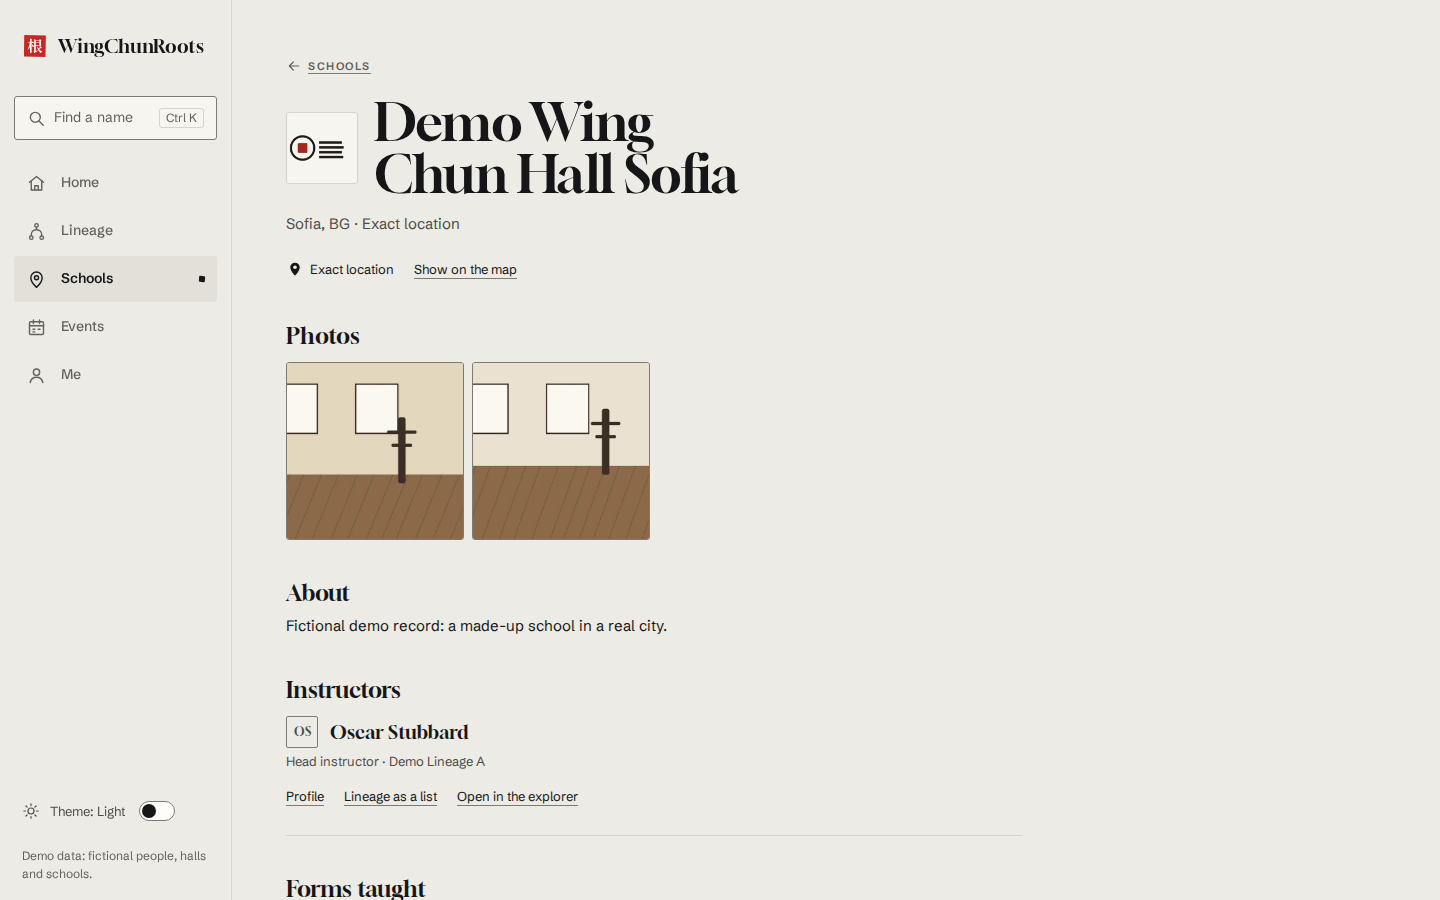 根 WingChunRoots
Find a name Ctrl K
Home
Lineage
Schools
Events
Me
Theme: Light
Demo data: fictional people, halls
and schools.
SCHOOLS
Demo Wing
Chun Hall Sofia
Sofia, BG · Exact location
Exact location Show on the map
Photos
About
Fictional demo record: a made-up school in a real city.
Instructors
OS Oscar Stubbard
Head instructor · Demo Lineage A
Profile Lineage as a list Open in the explorer
Forms taught